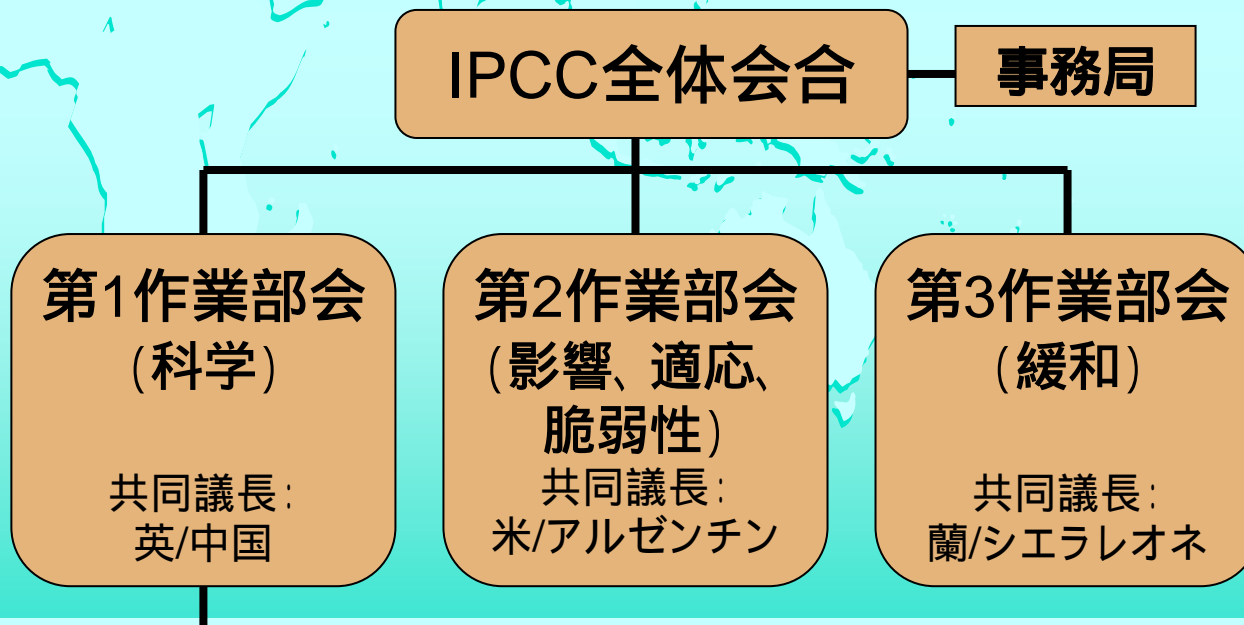 IPCC全体会合
事務局
第1作業部会
(科学)
共同議長:
英/中国
第2作業部会
(影響、適応、
脆弱性)
共同議長:
米/アルゼンチン
第3作業部会
(緩和)
共同議長:
蘭/シエラレオネ